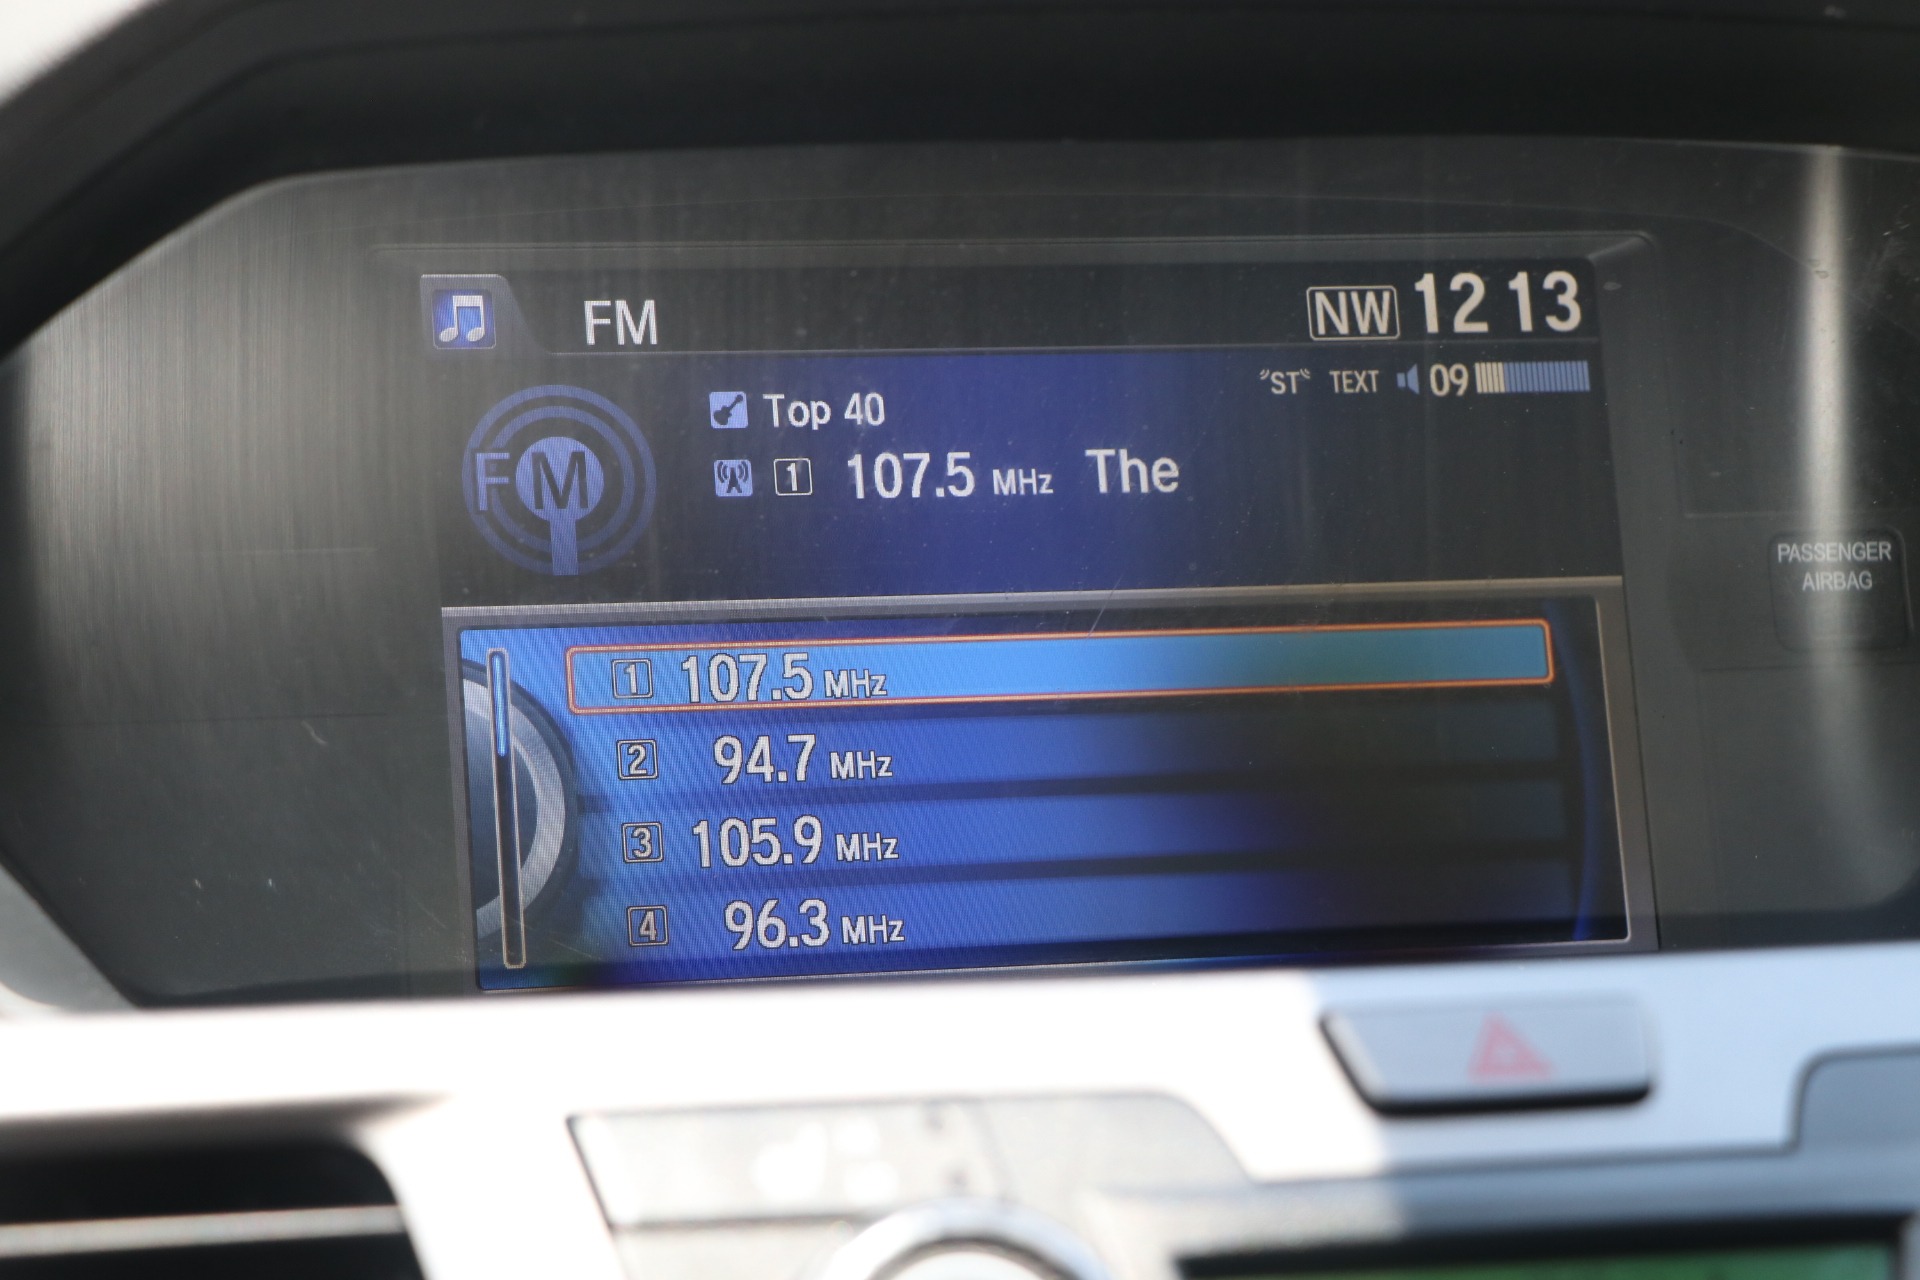 FM NW 12 13
"ST" TEXT 09
Top 40
FM
1 107.5 MHz The
PASSENGER
AIRBAG
1 107.5 MHz
2 94.7 MHz
3 105.9 MHz
4 96.3 MHz